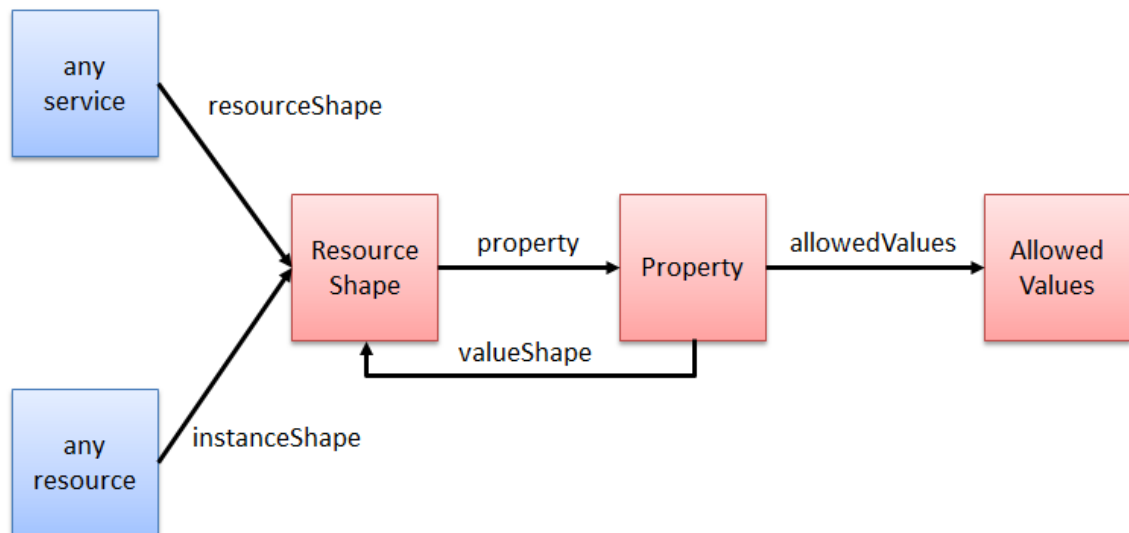 any
service
resourceShape
Resource
Shape
property
Property
allowedValues
Allowed
Values
valueShape
instanceShape
any
resource